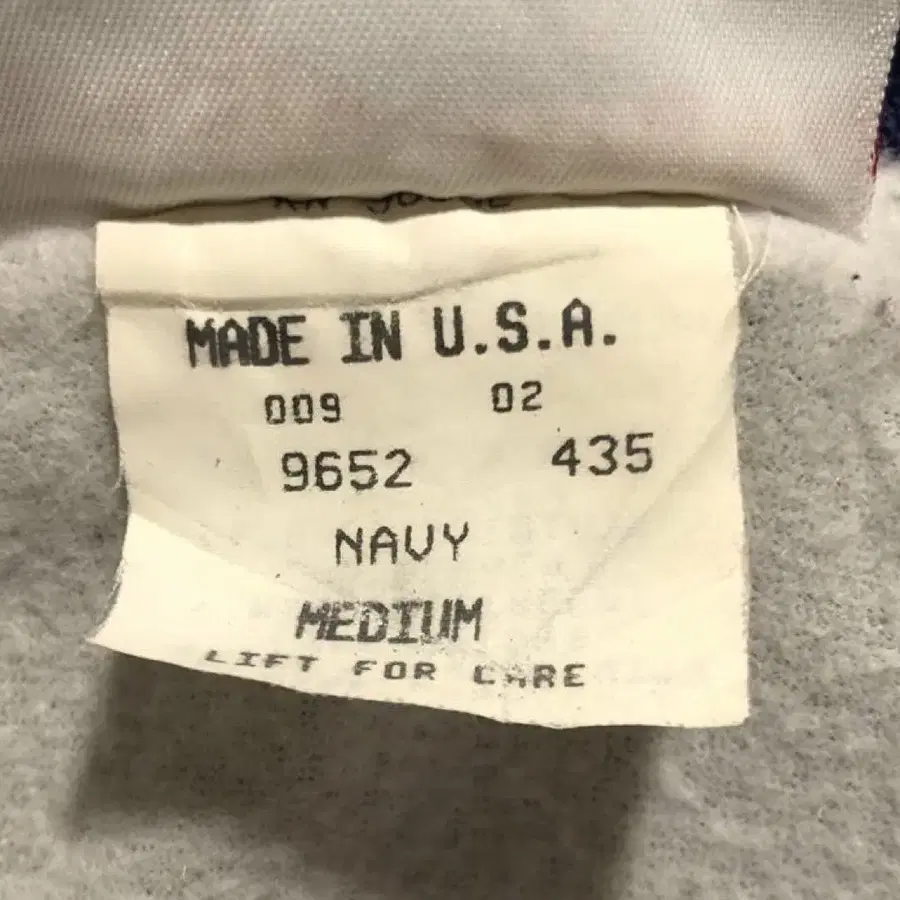 MADE IN U.S.A.
009 02
9652 435
NAVY
MEDIUM
LIFT FOR CARE